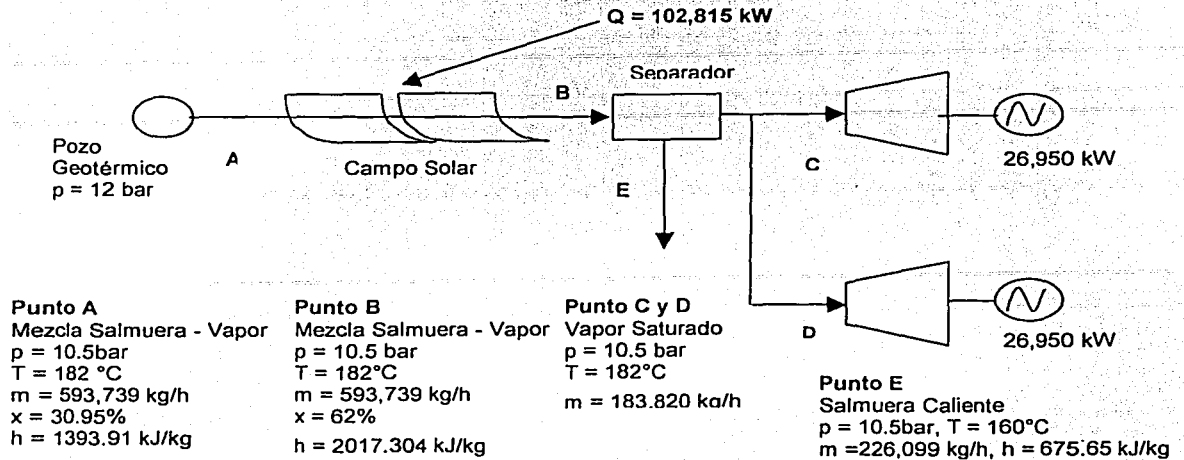 Q = 102,815 kW
Separador
B
Pozo
Geotérmico
p = 12 bar
A
Campo Solar
E
C
26,950 kW
D
26,950 kW
Punto A
Mezcla Salmuera - Vapor
p = 10.5bar
T = 182 °C
m = 593,739 kg/h
x = 30.95%
h = 1393.91 kJ/kg
Punto B
Mezcla Salmuera - Vapor
p = 10.5 bar
T = 182°C
m = 593,739 kg/h
x = 62%
h = 2017.304 kJ/kg
Punto C y D
Vapor Saturado
p = 10.5 bar
T = 182°C
m = 183.820 kg/h
Punto E
Salmuera Caliente
p = 10.5bar, T = 160°C
m =226,099 kg/h, h = 675.65 kJ/kg